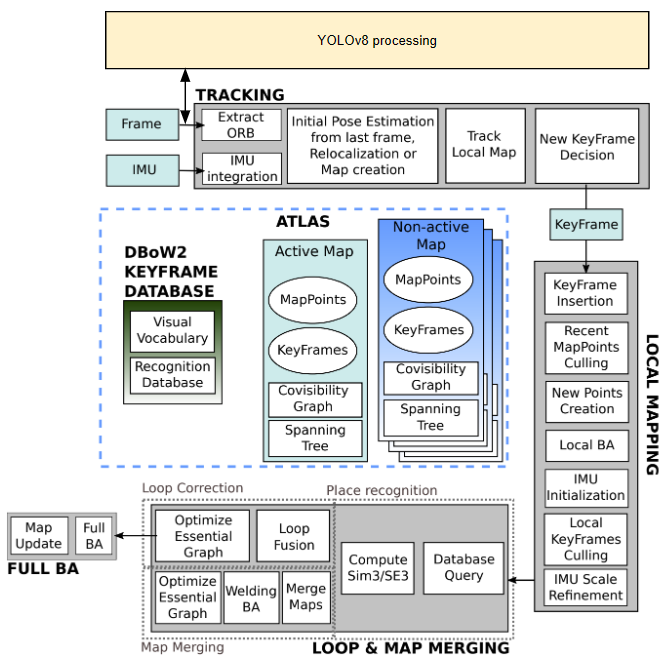 YOLOv8 processing
TRACKING
Frame
IMU
Extract
ORB
IMU
integration
Initial Pose Estimation
from last frame,
Relocalization or
Map creation
Track
Local Map
New KeyFrame
Decision
KeyFrame
ATLAS
DBoW2
KEYFRAME
DATABASE
Visual
Vocabulary
Recognition
Database
Active Map
MapPoints
KeyFrames
Covisibility
Graph
Spanning
Tree
Non-active
Map
MapPoints
KeyFrames
Covisibility
Graph
Spanning
Tree
LOCAL MAPPING
KeyFrame
Insertion
Recent
MapPoints
Culling
New Points
Creation
Local BA
IMU
Initialization
Local
KeyFrames
Culling
IMU Scale
Refinement
Loop Correction
Place recognition
Optimize
Essential
Graph
Loop
Fusion
Compute
Sim3/SE3
Database
Query
Optimize
Essential
Graph
Welding
BA
Merge
Maps
Map Merging
LOOP & MAP MERGING
Map
Update
Full
BA
FULL BA